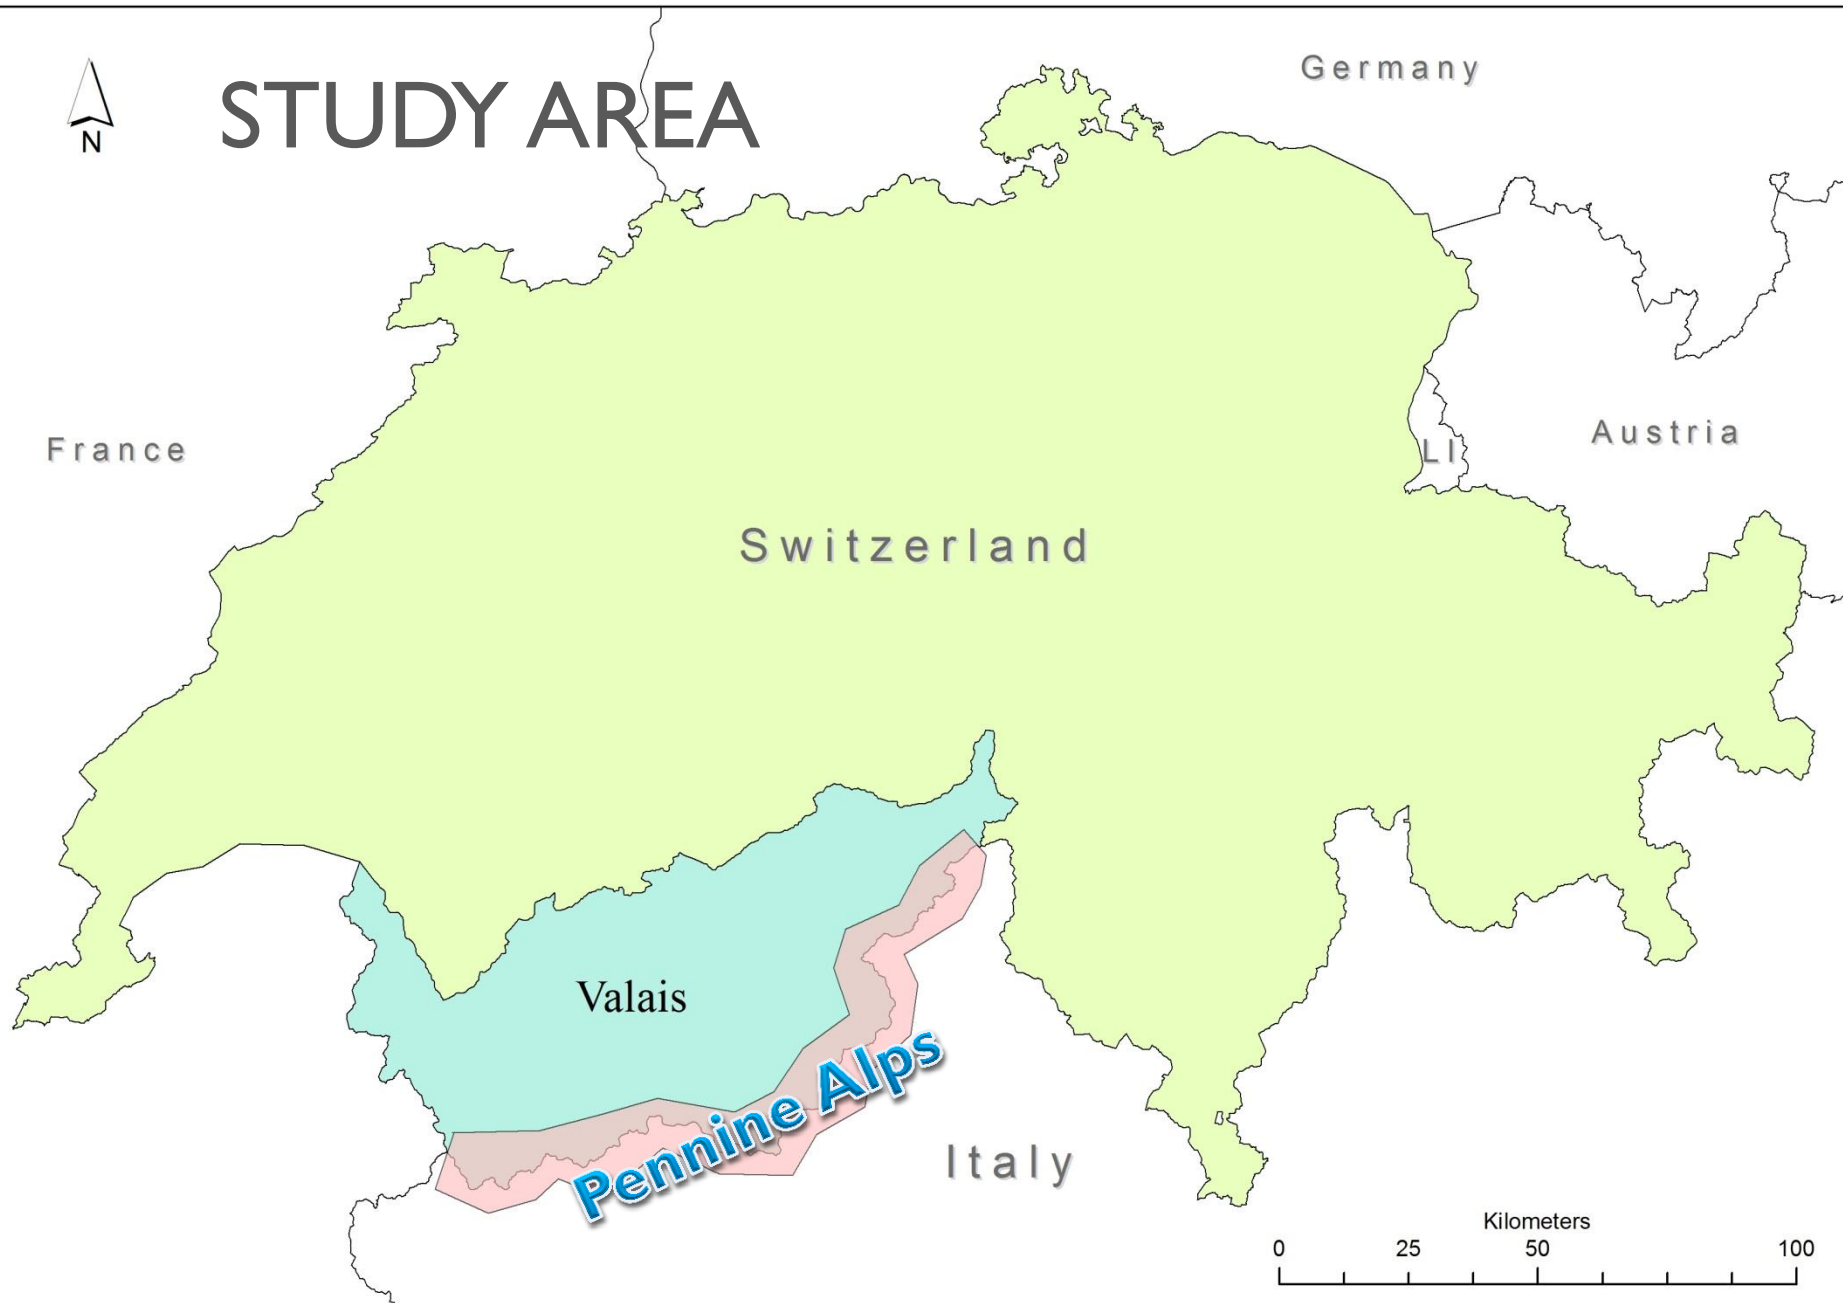 STUDY AREA
N
Germany
France
Austria
LI
Switzerland
Valais
Pennine Alps
Italy
Kilometers
0 25 50 100